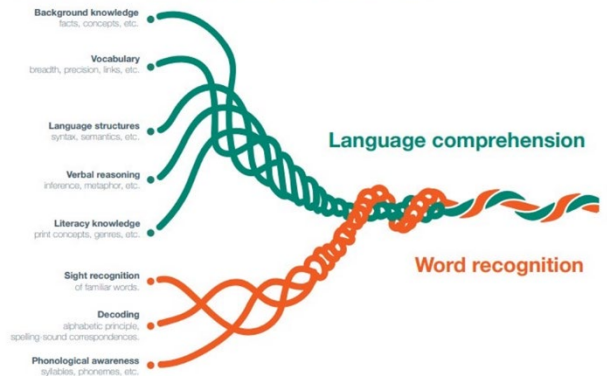 Background knowledge
facts, concepts, etc.
Vocabulary
breadth, precision, links, etc.
Language structures
syntax, semantics, etc.
Verbal reasoning
inference, metaphor, etc.
Literacy knowledge
print concepts, genres, etc.
Language comprehension
Sight recognition
of familiar words.
Word recognition
Decoding
alphabetic principle,
spelling-sound correspondences.
Phonological awareness
syllables, phonemes, etc.